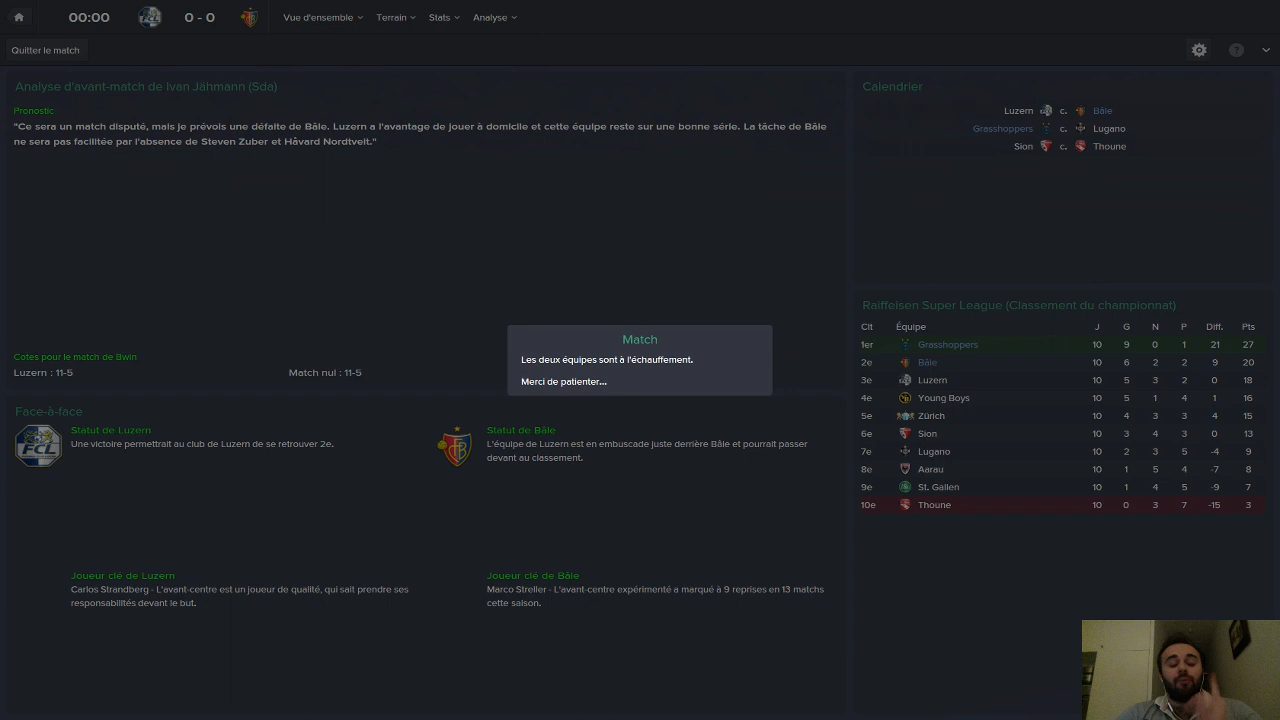 00:00 0 - 0 Vue d'ensemble Terrain Stats Analyse
Quitter le match
?
Analyse d'avant-match de Ivan Jähmann (Sda)
Pronostic
"Ce sera un match disputé, mais je prévois une défaite de Bâle. Luzern a l'avantage de jouer à domicile et cette équipe reste sur une bonne série. La tâche de Bâle
ne sera pas facilitée par l'absence de Steven Zuber et Håvard Nordtveit."
Cotes pour le match de Bwin
Luzern : 11-5 Match nul : 11-5
Match
Les deux équipes sont à l'échauffement.
Merci de patienter...
Face-à-face
Statut de Luzern
Une victoire permettrait au club de Luzern de se retrouver 2e.
FCL
Statut de Bâle
L'équipe de Luzern est en embuscade juste derrière Bâle et pourrait passer
devant au classement.
Joueur clé de Luzern
Carlos Strandberg - L'avant-centre est un joueur de qualité, qui sait prendre ses
responsabilités devant le but.
Joueur clé de Bâle
Marco Streller - L'avant-centre expérimenté a marqué à 9 reprises en 13 matchs
cette saison.
Calendrier
Luzern c. Bâle
Grasshoppers c. Lugano
Sion c. Thoune
Raiffeisen Super League (Classement du championnat)
Clt Équipe J G N P Diff. Pts
1er Grasshoppers 10 9 0 1 21 27
2e Bâle 10 6 2 2 9 20
3e Luzern 10 5 3 2 0 18
4e Young Boys 10 5 1 4 1 16
5e Zürich 10 4 3 3 4 15
6e Sion 10 3 4 3 0 13
7e Lugano 10 2 3 5 -4 9
8e Aarau 10 1 5 4 -7 8
9e St. Gallen 10 1 4 5 -9 7
10e Thoune 10 0 3 7 -15 3